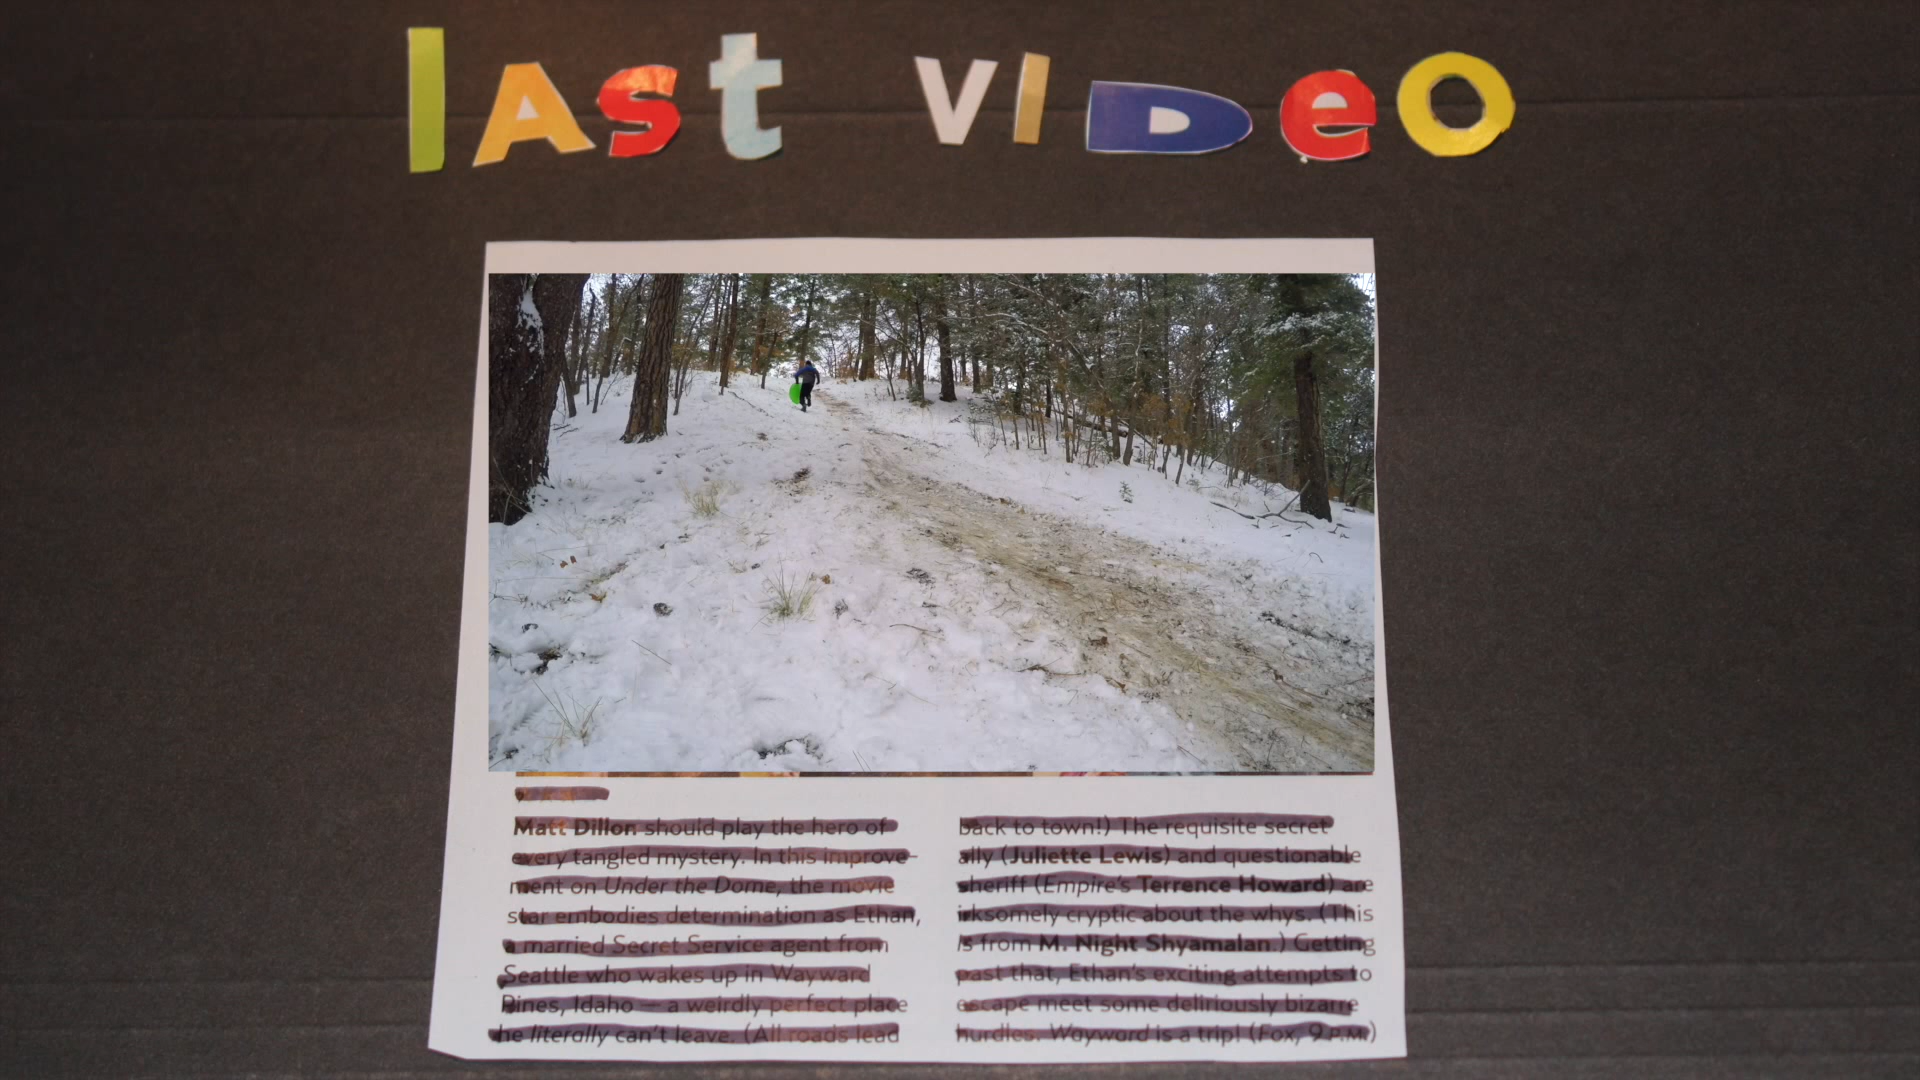 lAst vIDeo
Matt Dillon should play the hero of
every tangled mystery. In this improve-
ment on Under the Dome, the movie
star embodies determination as Ethan,
a married Secret Service agent from
Seattle who wakes up in Wayward
Pines, Idaho — a weirdly perfect place
he literally can't leave. (All roads lead
back to town!) The requisite secret
ally (Juliette Lewis) and questionable
sheriff (Empire's Terrence Howard) are
irksomely cryptic about the whys. (This
is from M. Night Shyamalan.) Getting
past that, Ethan's exciting attempts to
escape meet some deliriously bizarre
hurdles. Wayward is a trip! (Fox, 9 P.M.)